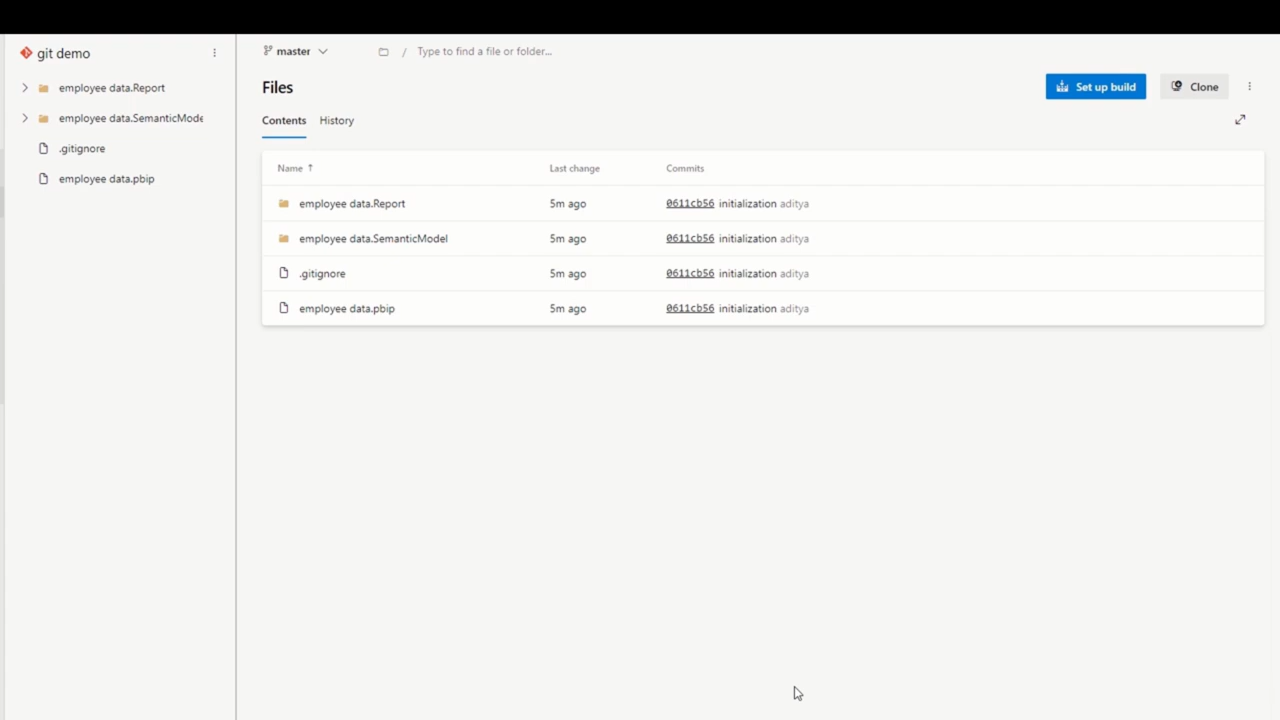 git demo
employee data.Report
employee data.SemanticMode
.gitignore
employee data.pbip
master
/ Type to find a file or folder...
Files
Set up build
Clone
Contents History
Name ↑ Last change Commits
employee data.Report 5m ago 0611cb56 initialization aditya
employee data.SemanticModel 5m ago 0611cb56 initialization aditya
.gitignore 5m ago 0611cb56 initialization aditya
employee data.pbip 5m ago 0611cb56 initialization aditya